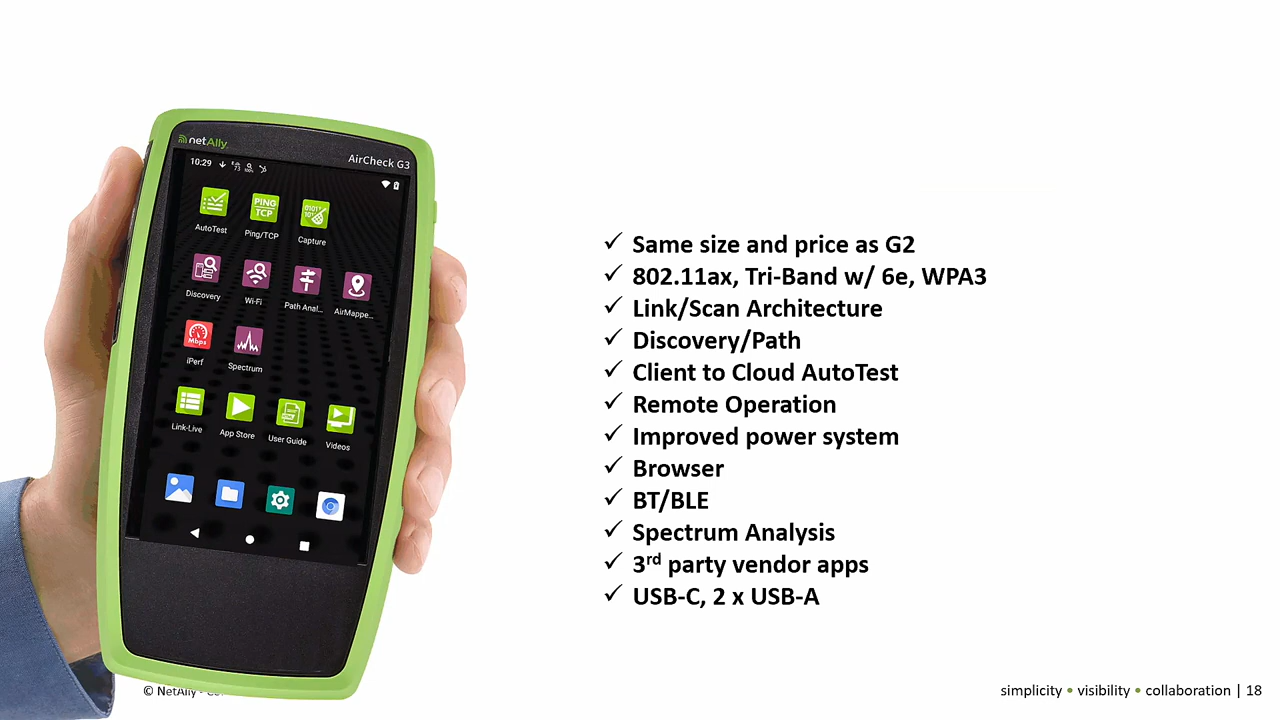 netAlly
AirCheck G3
10:29
AutoTest
PING TCP
Ping/TCP
Capture
Discovery
Wi-Fi
Path Anal...
AirMappe...
Mbps
iPerf
Spectrum
Link-Live
App Store
User Guide
Videos
✓ Same size and price as G2
✓ 802.11ax, Tri-Band w/ 6e, WPA3
✓ Link/Scan Architecture
✓ Discovery/Path
✓ Client to Cloud AutoTest
✓ Remote Operation
✓ Improved power system
✓ Browser
✓ BT/BLE
✓ Spectrum Analysis
✓ 3rd party vendor apps
✓ USB-C, 2 x USB-A
© NetAlly -
simplicity • visibility • collaboration | 18